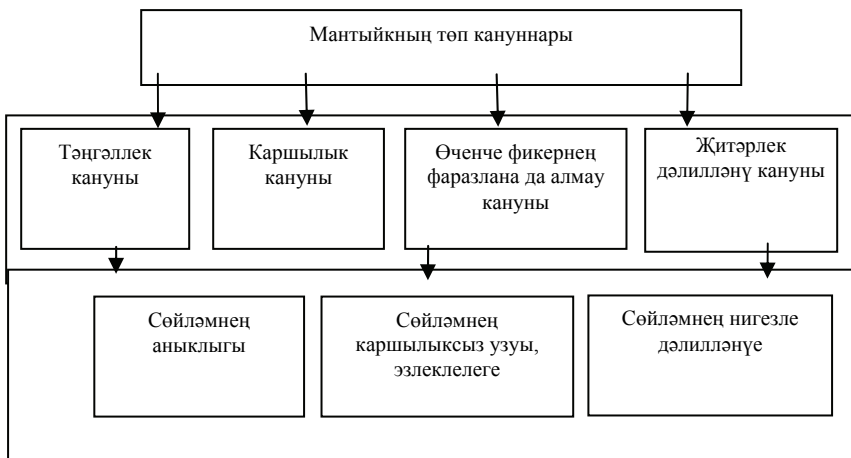 Мантыйкның төп кануннары
Тәңгәллек
кануны
Каршылык
кануны
Өченче фикернең
фаразлана да алмау
кануны
Җитәрлек
дәлилләнү кануны
Сөйләмнең
аныклыгы
Сөйләмнең
каршылыксыз узуы,
эзлеклелеге
Сөйләмнең нигезле
дәлилләнүе